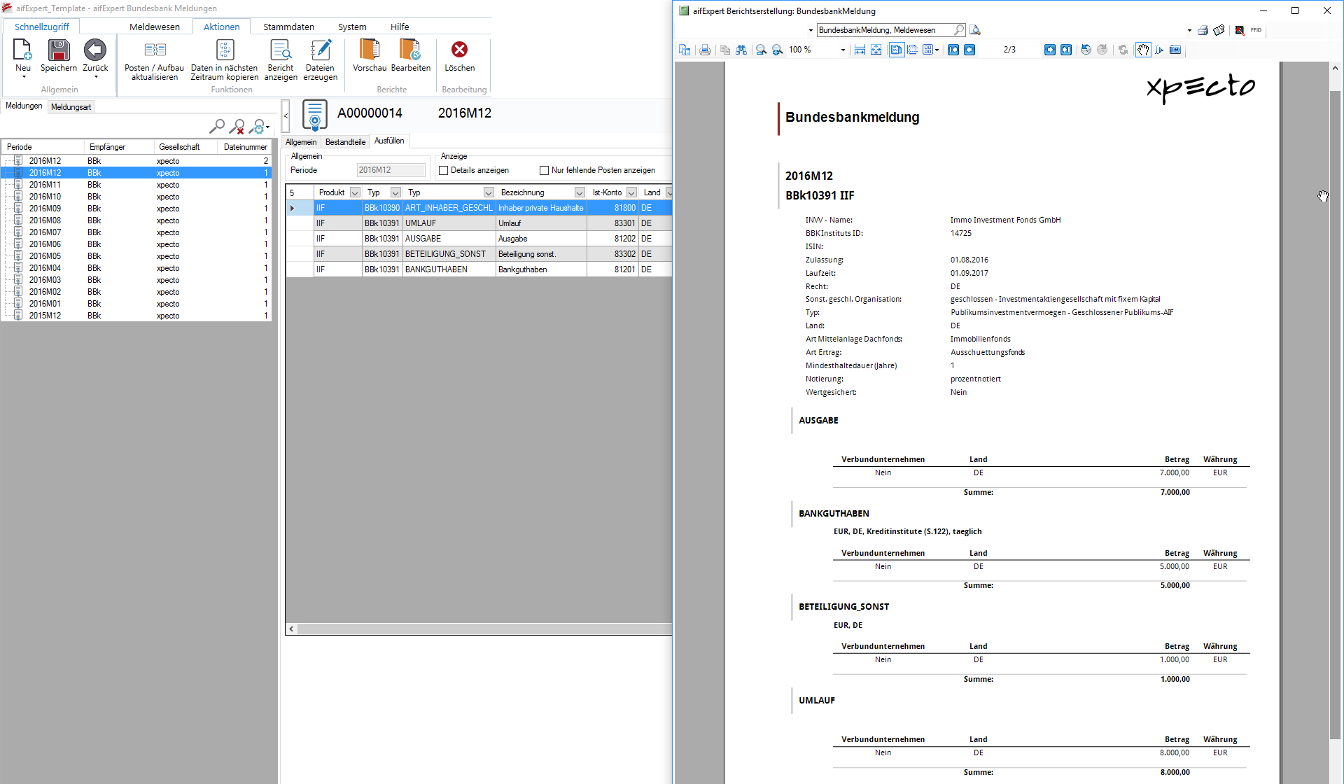 aifExpert_Template - aifExpert Bundesbank Meldungen
Schnellzugriff Meldewesen Aktionen Stammdaten System Hilfe
Neu Speichern Zurück Posten / Aufbau aktualisieren Daten in nächsten Zeitraum kopieren Bericht anzeigen Dateien erzeugen Vorschau Bearbeiten Löschen
Allgemein Funktionen Berichte Bearbeitung
Meldungen Meldungsart
Periode Empfänger Gesellschaft Dateinummer
2016M12 BBk xpecto 2
2016M12 BBk xpecto 1
2016M11 BBk xpecto 1
2016M10 BBk xpecto 1
2016M09 BBk xpecto 1
2016M08 BBk xpecto 1
2016M07 BBk xpecto 1
2016M06 BBk xpecto 1
2016M05 BBk xpecto 1
2016M04 BBk xpecto 1
2016M03 BBk xpecto 1
2016M02 BBk xpecto 1
2016M01 BBk xpecto 1
2015M12 BBk xpecto 1
A00000014 2016M12
Allgemein Bestandteile Ausfüllen
Allgemein Anzeige
Periode 2016M12 Details anzeigen Nur fehlende Posten anzeigen
5 Produkt Typ Typ Bezeichnung Ist-Konto Land
IIF BBk10390 ART_INHABER_GESCHL Inhaber private Haushalte 81800 DE
IIF BBk10391 UMLAUF Umlauf 83301 DE
IIF BBk10391 AUSGABE Ausgabe 81202 DE
IIF BBk10391 BETEILIGUNG_SONST Beteiligung sonst. 83302 DE
IIF BBk10391 BANKGUTHABEN Bankguthaben 81201 DE
aifExpert Berichtserstellung: BundesbankMeldung
BundesbankMeldung, Meldewesen
100 % 2/3
xpecto
Bundesbankmeldung
2016M12
BBk10391 IIF
INVV - Name: Immo Investment Fonds GmbH
BBKInstituts ID: 14725
ISIN:
Zulassung: 01.08.2016
Laufzeit: 01.09.2017
Recht: DE
Sonst. geschl. Organisation: geschlossen - Investmentaktiengesellschaft mit fixem Kapital
Typ: Publikumsinvestmentvermoegen - Geschlossener Publikums-AIF
Land: DE
Art Mittelanlage Dachfonds: Immobilienfonds
Art Ertrag: Ausschuettungsfonds
Mindesthaltedauer (Jahre) 1
Notierung: prozentnotiert
Wertgesichert: Nein
AUSGABE
Verbundunternehmen Land Betrag Währung
Nein DE 7.000,00 EUR
Summe: 7.000,00
BANKGUTHABEN
EUR, DE, Kreditinstitute (S.122), taeglich
Verbundunternehmen Land Betrag Währung
Nein DE 5.000,00 EUR
Summe: 5.000,00
BETEILIGUNG_SONST
EUR, DE
Verbundunternehmen Land Betrag Währung
Nein DE 1.000,00 EUR
Summe: 1.000,00
UMLAUF
Verbundunternehmen Land Betrag Währung
Nein DE 8.000,00 EUR
Summe: 8.000,00